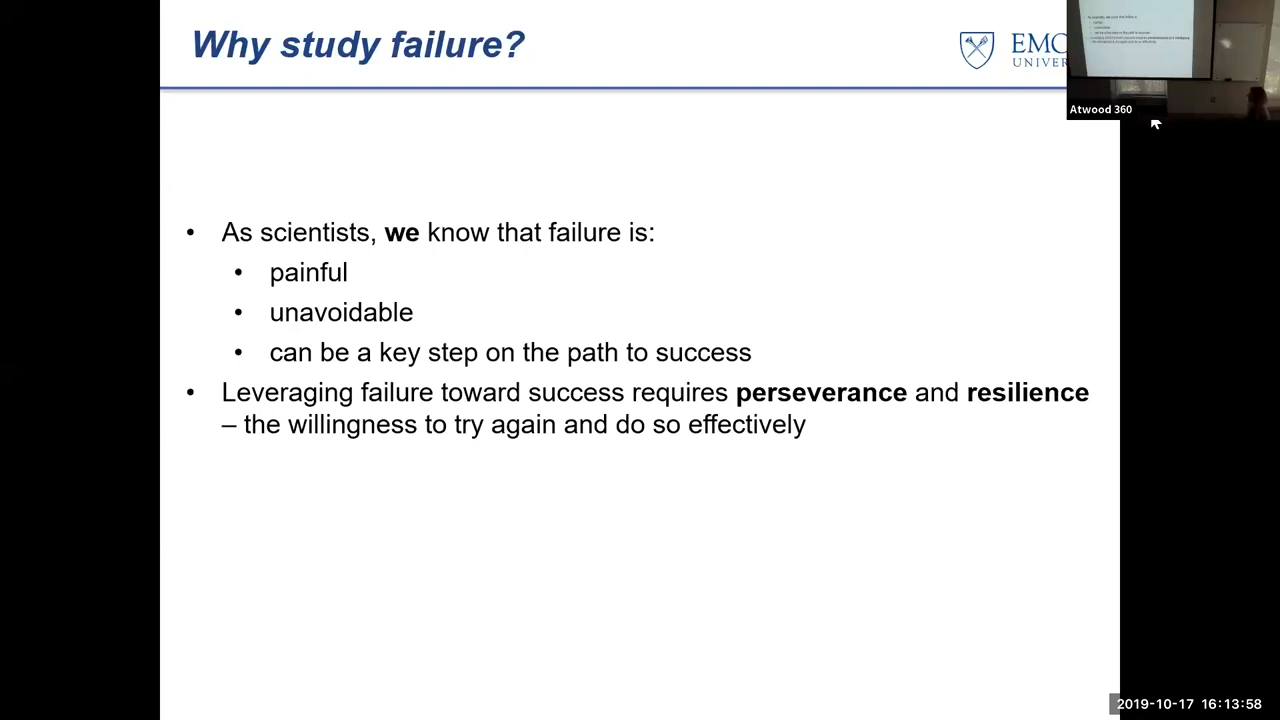 Why study failure?
EMO
UNIVER
Atwood 360
• As scientists, we know that failure is:
• painful
• unavoidable
• can be a key step on the path to success
• Leveraging failure toward success requires perseverance and resilience
– the willingness to try again and do so effectively
2019-10-17 16:13:58